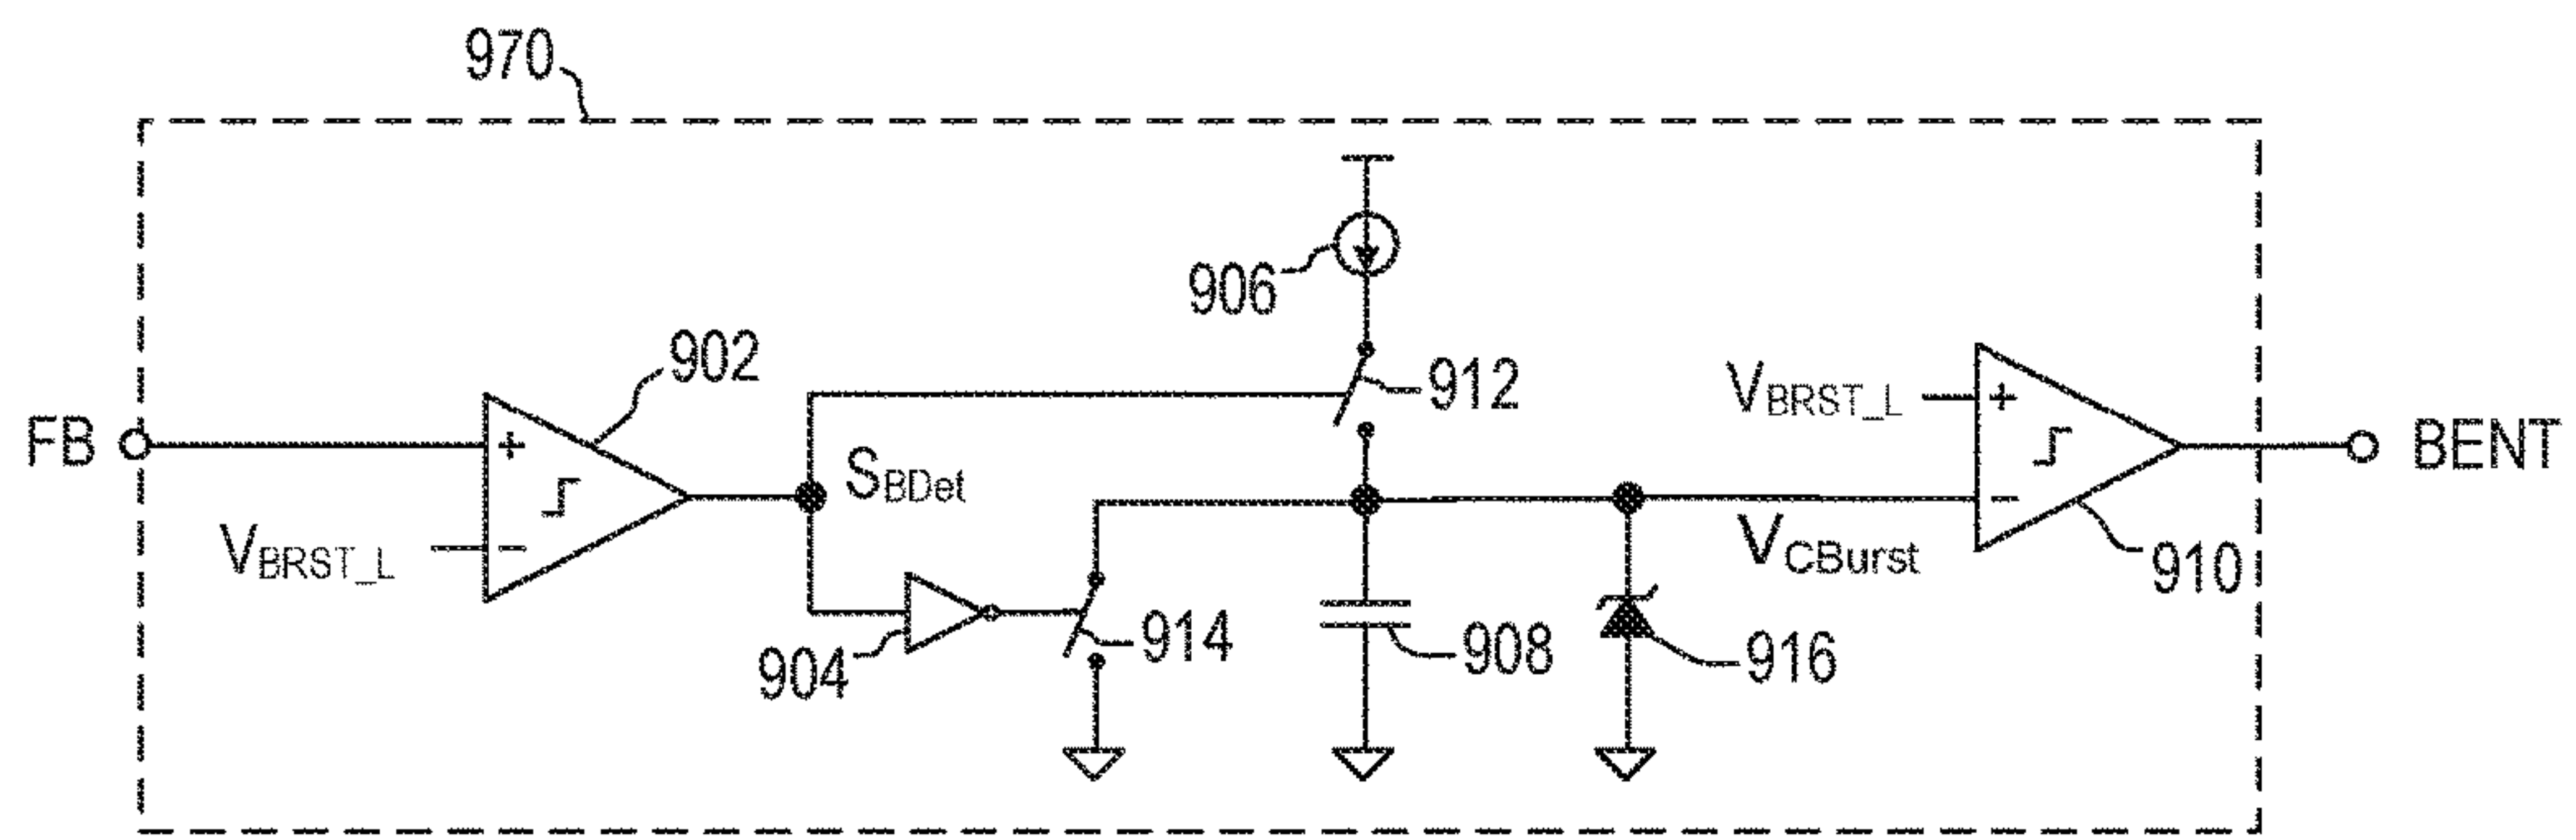 970
906
902
912
V_BRST_L
+
FB
+
BENT
S_BDet
V_BRST_L
−
−
V_CBurst
910
904
914
908
916